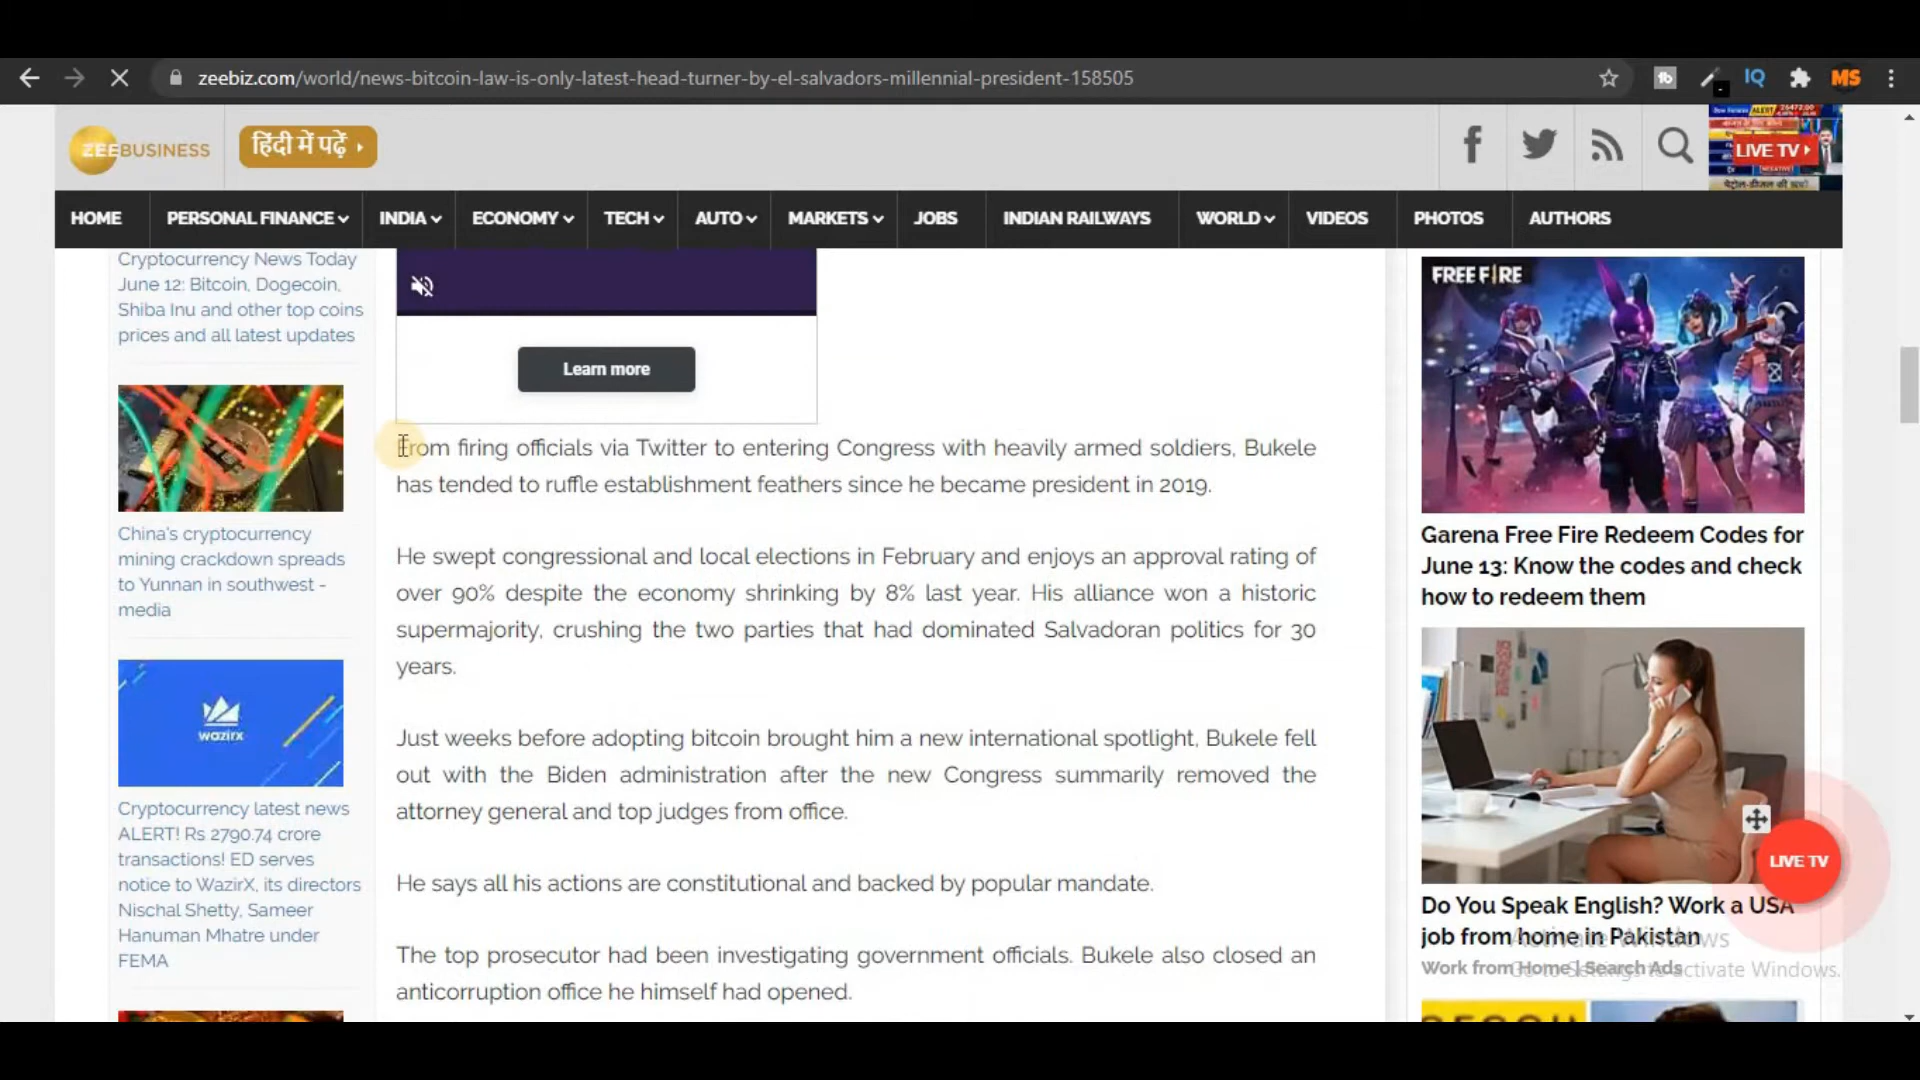 zeebiz.com/world/news-bitcoin-law-is-only-latest-head-turner-by-el-salvadors-millennial-president-158505
IQ
MS
ZEEBUSINESS
हिंदी में पढ़ें
LIVE TV
HOME
PERSONAL FINANCE
INDIA
ECONOMY
TECH
AUTO
MARKETS
JOBS
INDIAN RAILWAYS
WORLD
VIDEOS
PHOTOS
AUTHORS
Cryptocurrency News Today
June 12: Bitcoin, Dogecoin,
Shiba Inu and other top coins
prices and all latest updates
China's cryptocurrency
mining crackdown spreads
to Yunnan in southwest -
media
wazirx
Cryptocurrency latest news
ALERT! Rs 2790.74 crore
transactions! ED serves
notice to WazirX, its directors
Nischal Shetty, Sameer
Hanuman Mhatre under
FEMA
Learn more
From firing officials via Twitter to entering Congress with heavily armed soldiers, Bukele
has tended to ruffle establishment feathers since he became president in 2019.
He swept congressional and local elections in February and enjoys an approval rating of
over 90% despite the economy shrinking by 8% last year. His alliance won a historic
supermajority, crushing the two parties that had dominated Salvadoran politics for 30
years.
Just weeks before adopting bitcoin brought him a new international spotlight, Bukele fell
out with the Biden administration after the new Congress summarily removed the
attorney general and top judges from office.
He says all his actions are constitutional and backed by popular mandate.
The top prosecutor had been investigating government officials. Bukele also closed an
anticorruption office he himself had opened.
FREE FIRE
Garena Free Fire Redeem Codes for
June 13: Know the codes and check
how to redeem them
LIVE TV
Do You Speak English? Work a USA
job from home in Pakistan
Work from Home | Search Ads
Activate Windows
Go to Settings to activate Windows.